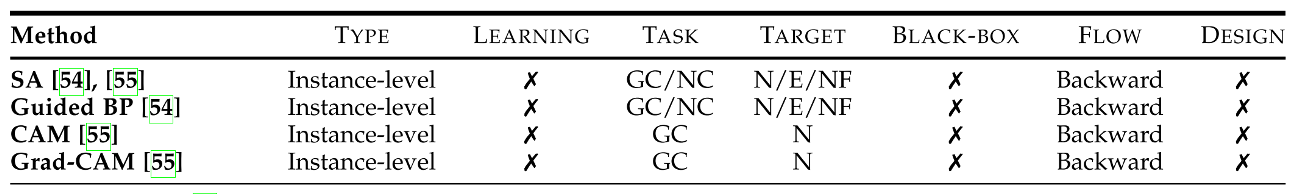 Method TYPE LEARNING TASK TARGET BLACK-BOX FLOW DESIGN
SA [54], [55] Instance-level ✗ GC/NC N/E/NF ✗ Backward ✗
Guided BP [54] Instance-level ✗ GC/NC N/E/NF ✗ Backward ✗
CAM [55] Instance-level ✗ GC N ✗ Backward ✗
Grad-CAM [55] Instance-level ✗ GC N ✗ Backward ✗